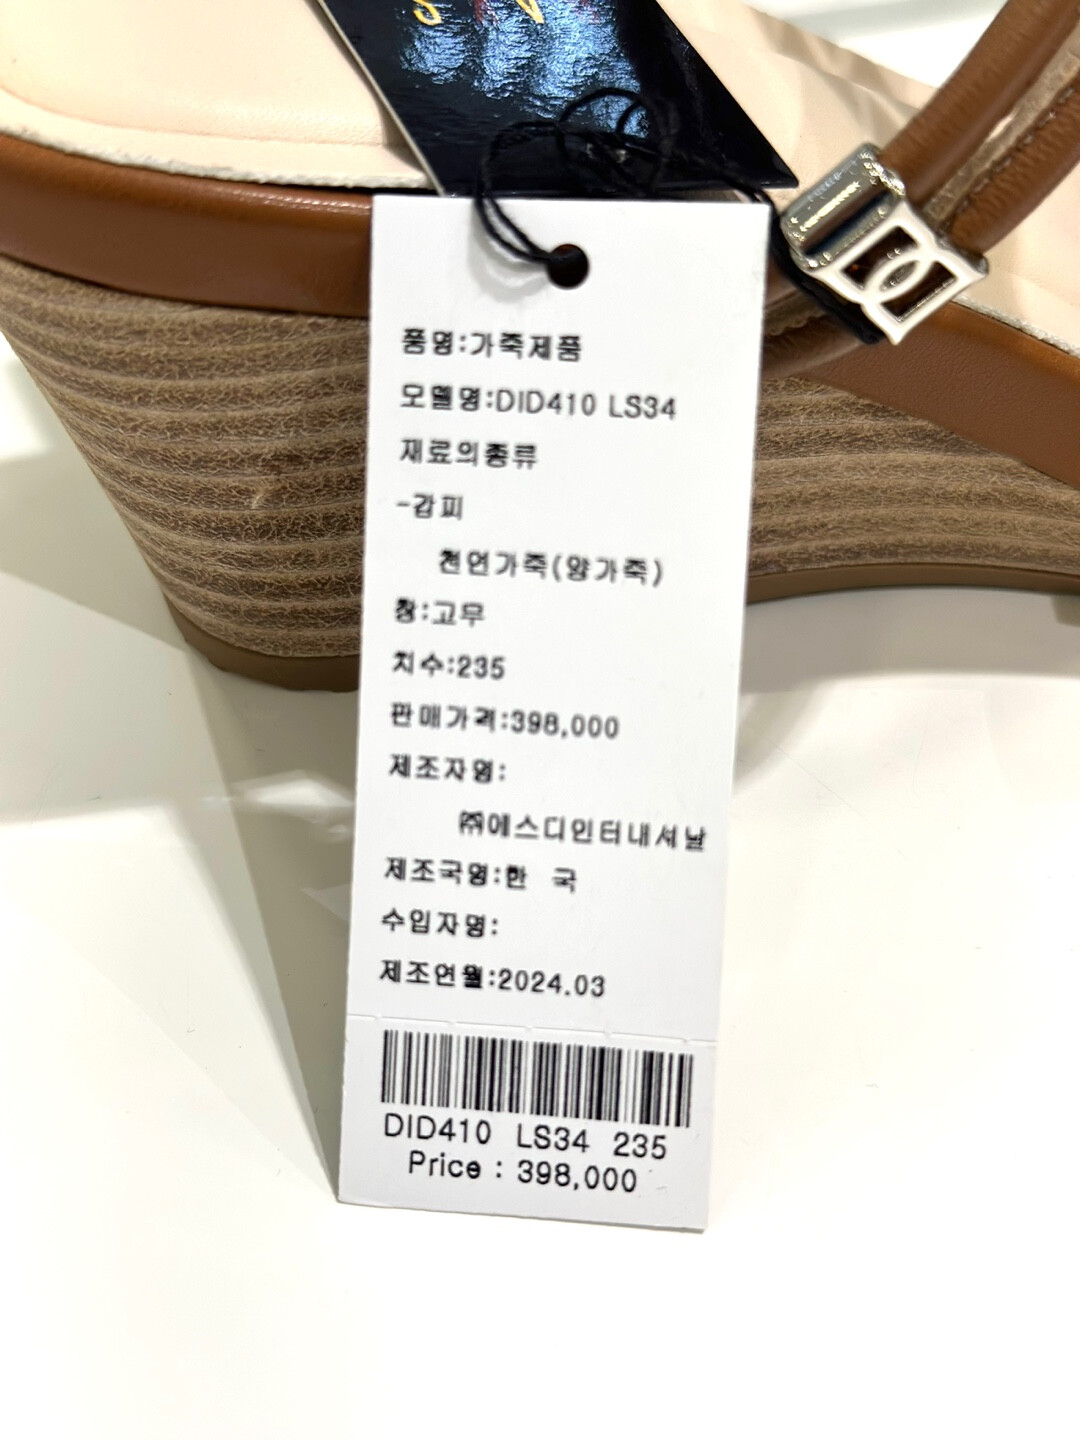 품명:가죽제품
모델명:DID410 LS34
재료의종류
-갑피
천연가죽(양가죽)
창:고무
치수:235
판매가격:398,000
제조자명:
㈜에스디인터내셔날
제조국명:한 국
수입자명:
제조연월:2024.03
DID410 LS34 235
Price : 398,000